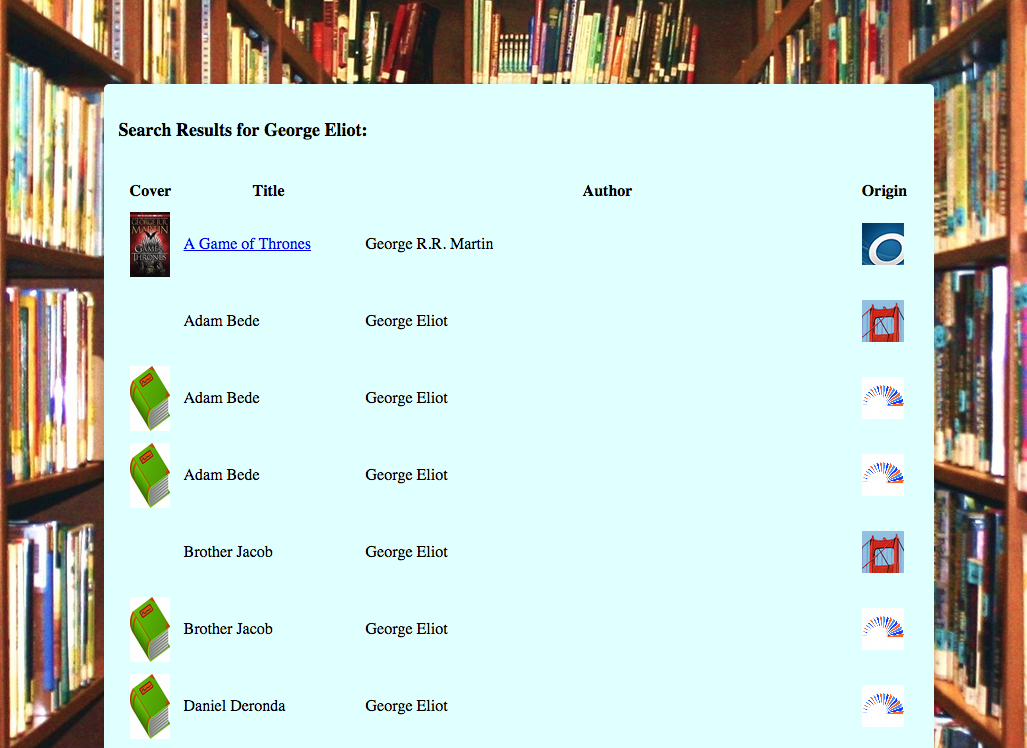 Search Results for George Eliot:
Cover Title Author Origin
GEORGE R.R.
MARTIN
A GAME OF
THRONES
A Game of Thrones George R.R. Martin
Adam Bede George Eliot
Adam Bede George Eliot
Adam Bede George Eliot
Brother Jacob George Eliot
Brother Jacob George Eliot
Daniel Deronda George Eliot